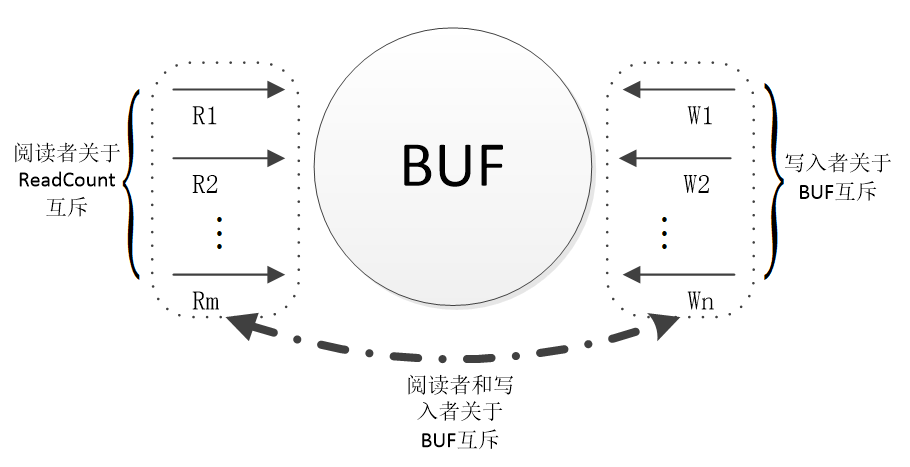 阅读者关于
ReadCount
互斥
R1
R2
⋮
Rm
BUF
W1
W2
⋮
Wn
写入者关于
BUF互斥
阅读者和写
入者关于
BUF互斥